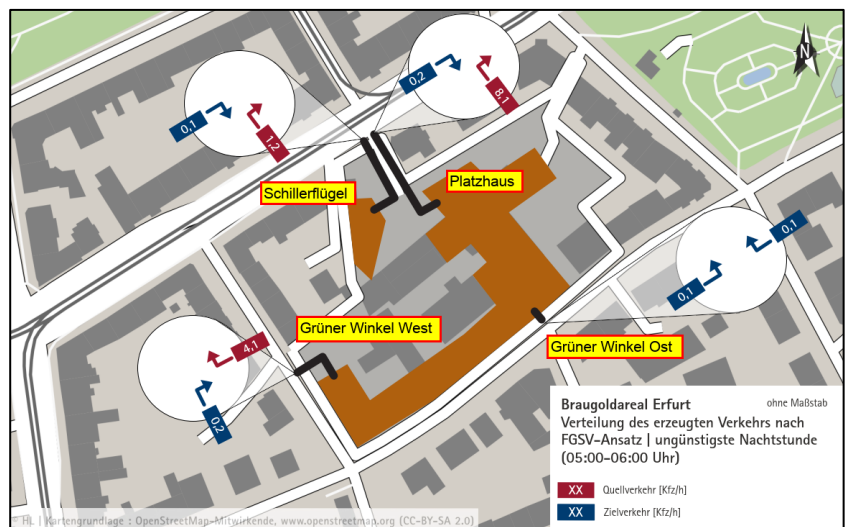 N
0,1
1,2
0,2
8,1
Schillerflügel
Platzhaus
0,1
0,1
Grüner Winkel West
Grüner Winkel Ost
4,1
0,2
Braugoldareal Erfurt
ohne Maßstab
Verteilung des erzeugten Verkehrs nach
FGSV-Ansatz | ungünstigste Nachtstunde
(05:00-06:00 Uhr)
XX Quellverkehr [Kfz/h]
XX Zielverkehr [Kfz/h]
© HL | Kartengrundlage : OpenStreetMap-Mitwirkende, www.openstreetmap.org (CC-BY-SA 2.0)